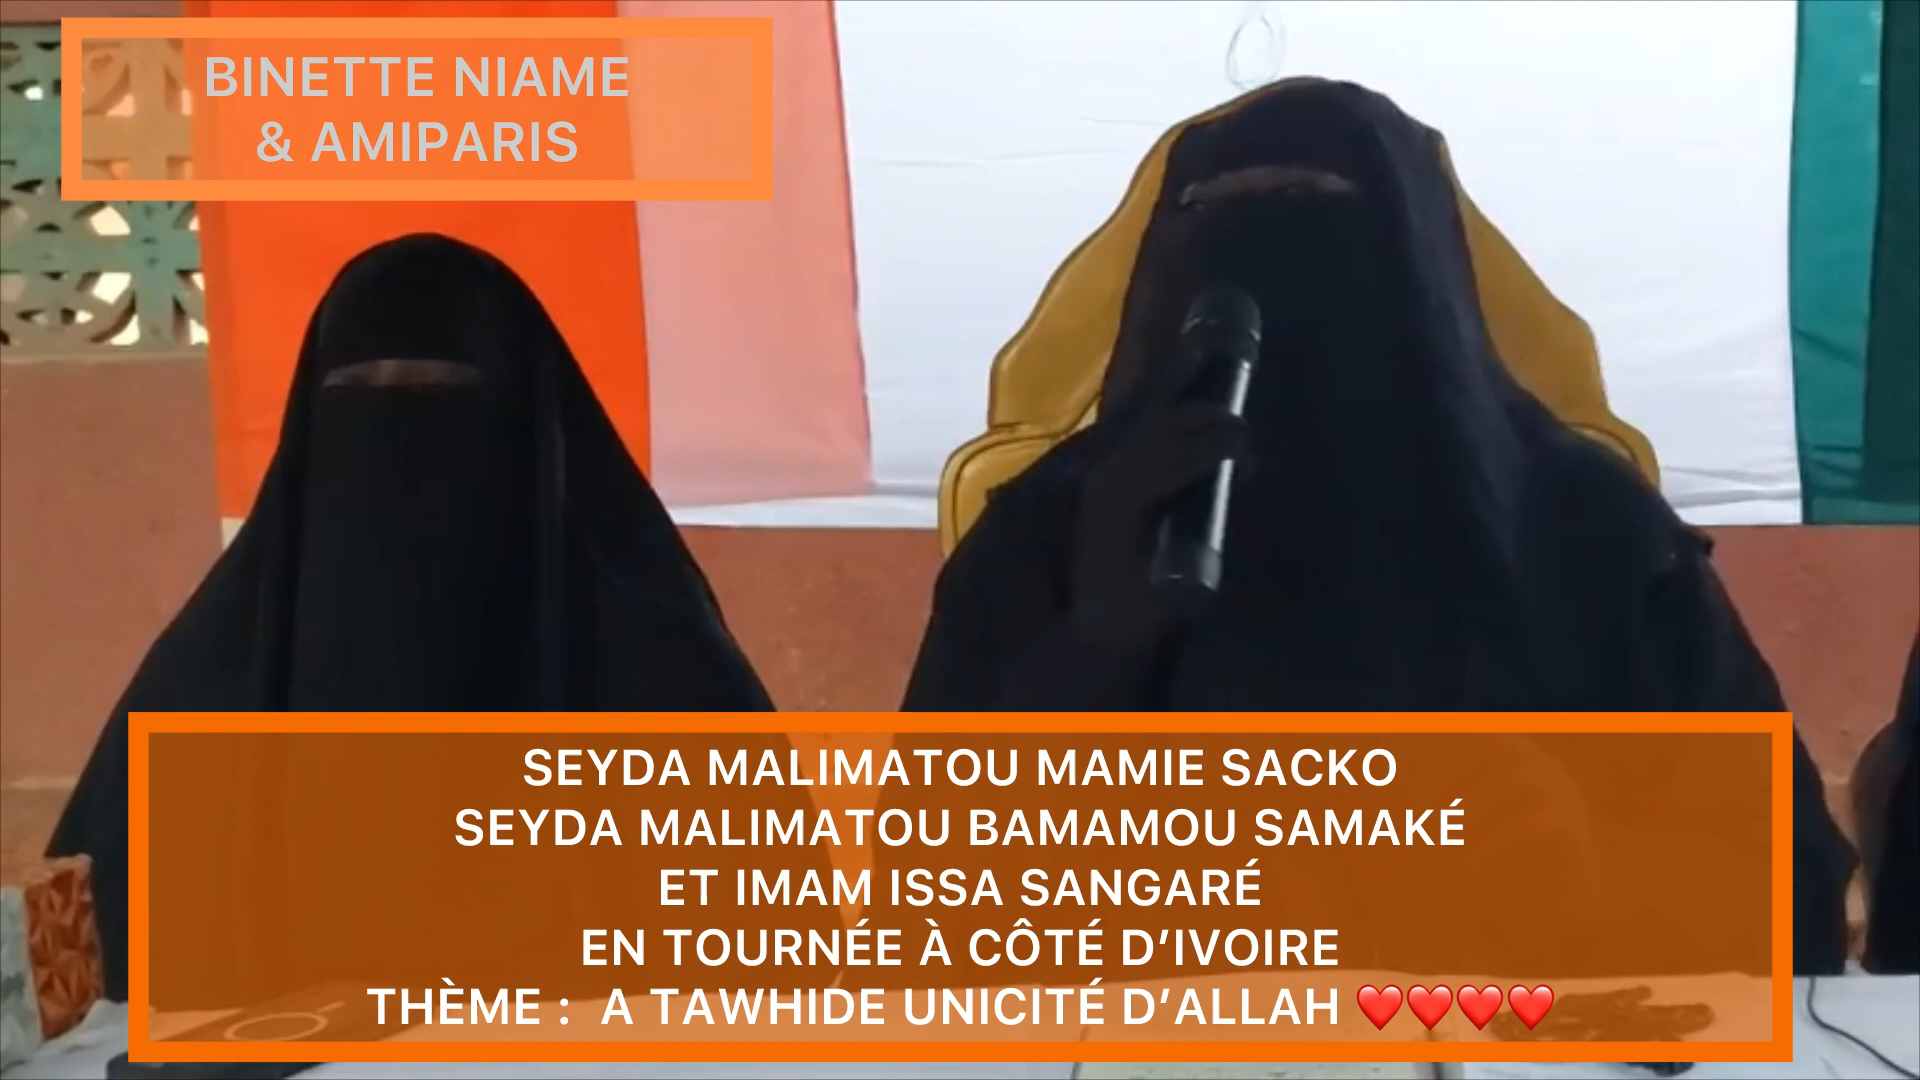 BINETTE NIAME
& AMIPARIS
SEYDA MALIMATOU MAMIE SACKO
SEYDA MALIMATOU BAMAMOU SAMAKÉ
ET IMAM ISSA SANGARÉ
EN TOURNÉE À CÔTÉ D’IVOIRE
THÈME :  A TAWHIDE UNICITÉ D’ALLAH ❤️❤️❤️❤️